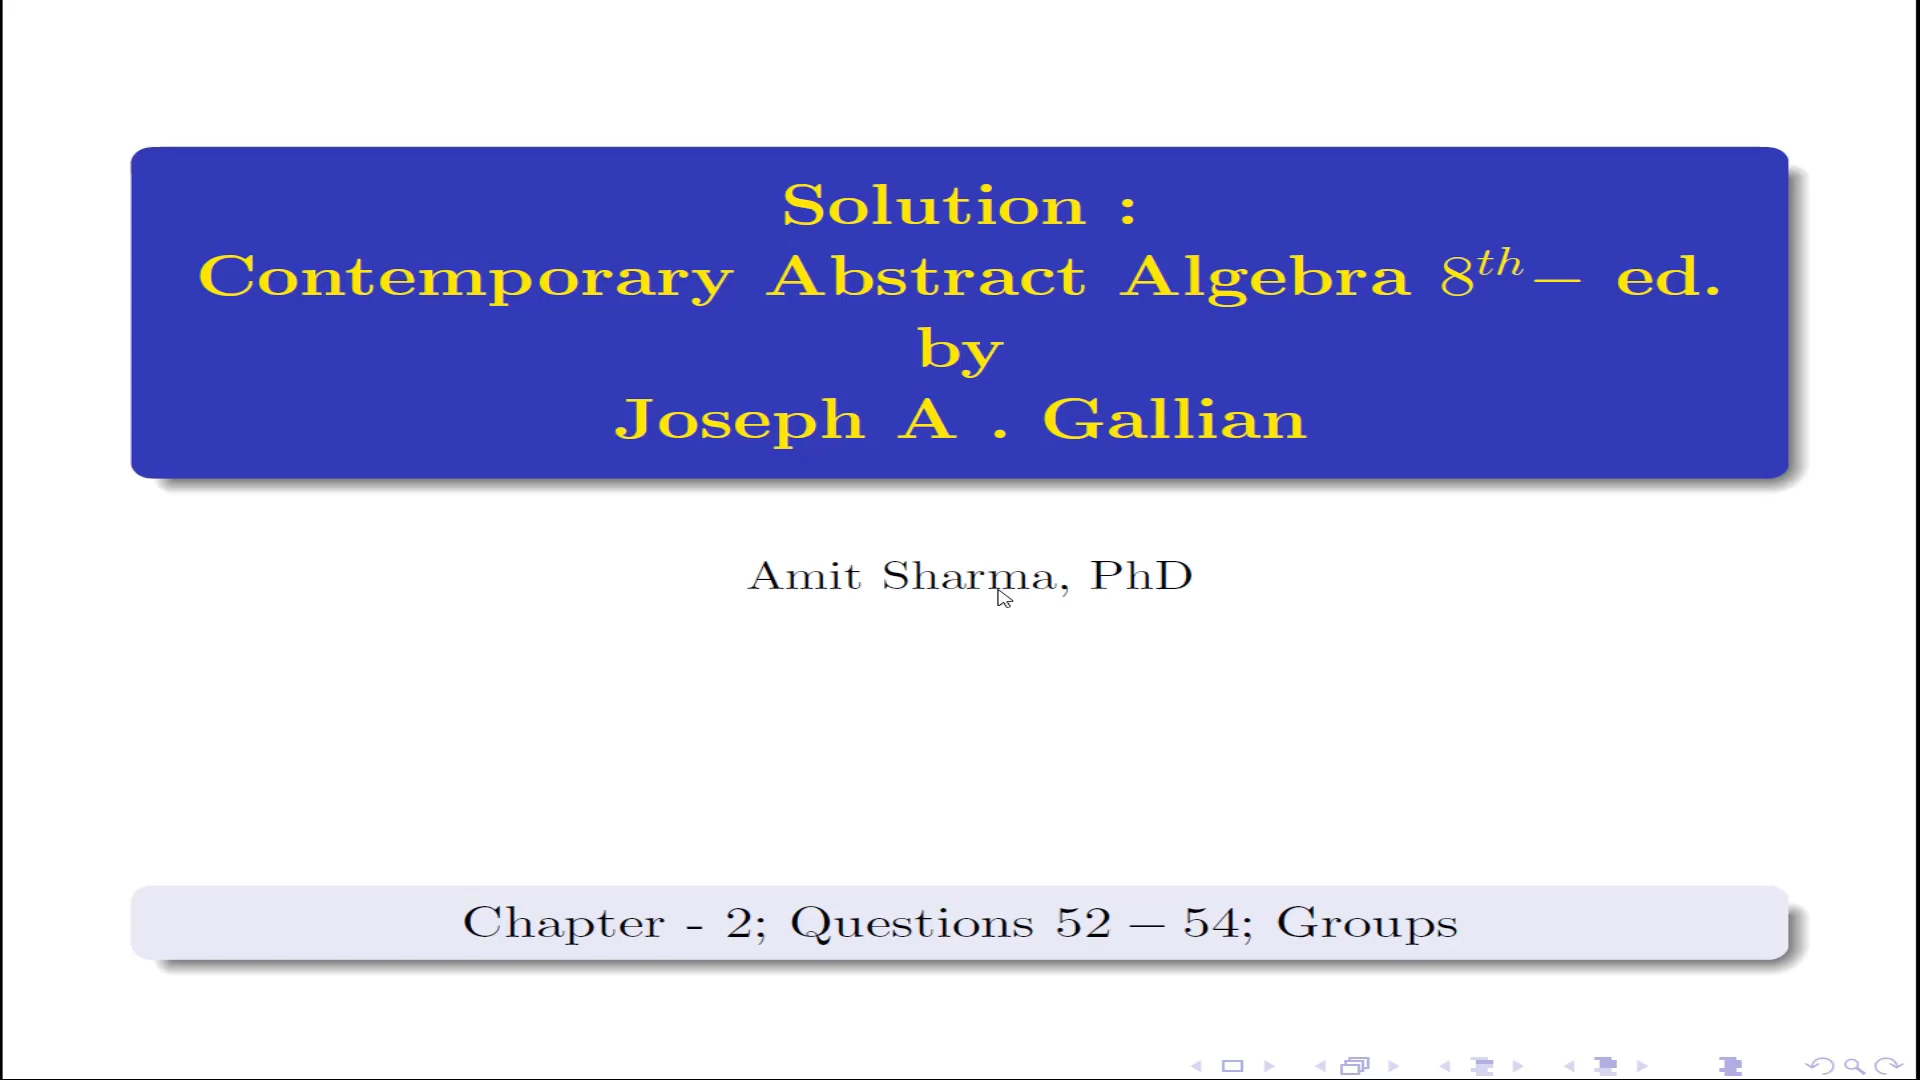 Solution :
Contemporary Abstract Algebra 8th− ed.
by
Joseph A . Gallian
Amit Sharma, PhD
Chapter - 2; Questions 52 − 54; Groups